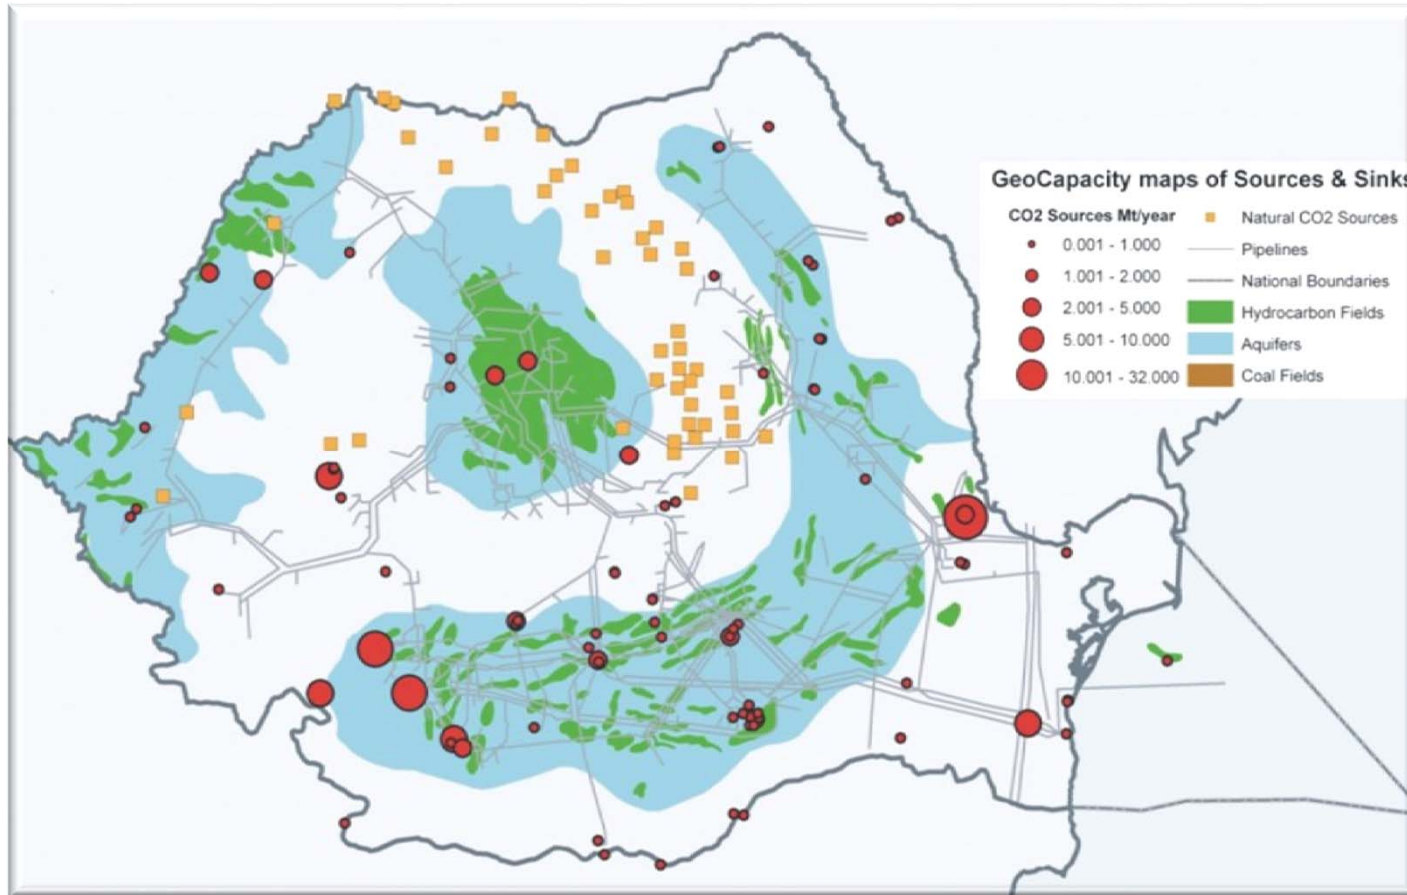 GeoCapacity maps of Sources & Sinks
CO2 Sources Mt/year
0.001 - 1.000
1.001 - 2.000
2.001 - 5.000
5.001 - 10.000
10.001 - 32.000
Natural CO2 Sources
Pipelines
National Boundaries
Hydrocarbon Fields
Aquifers
Coal Fields